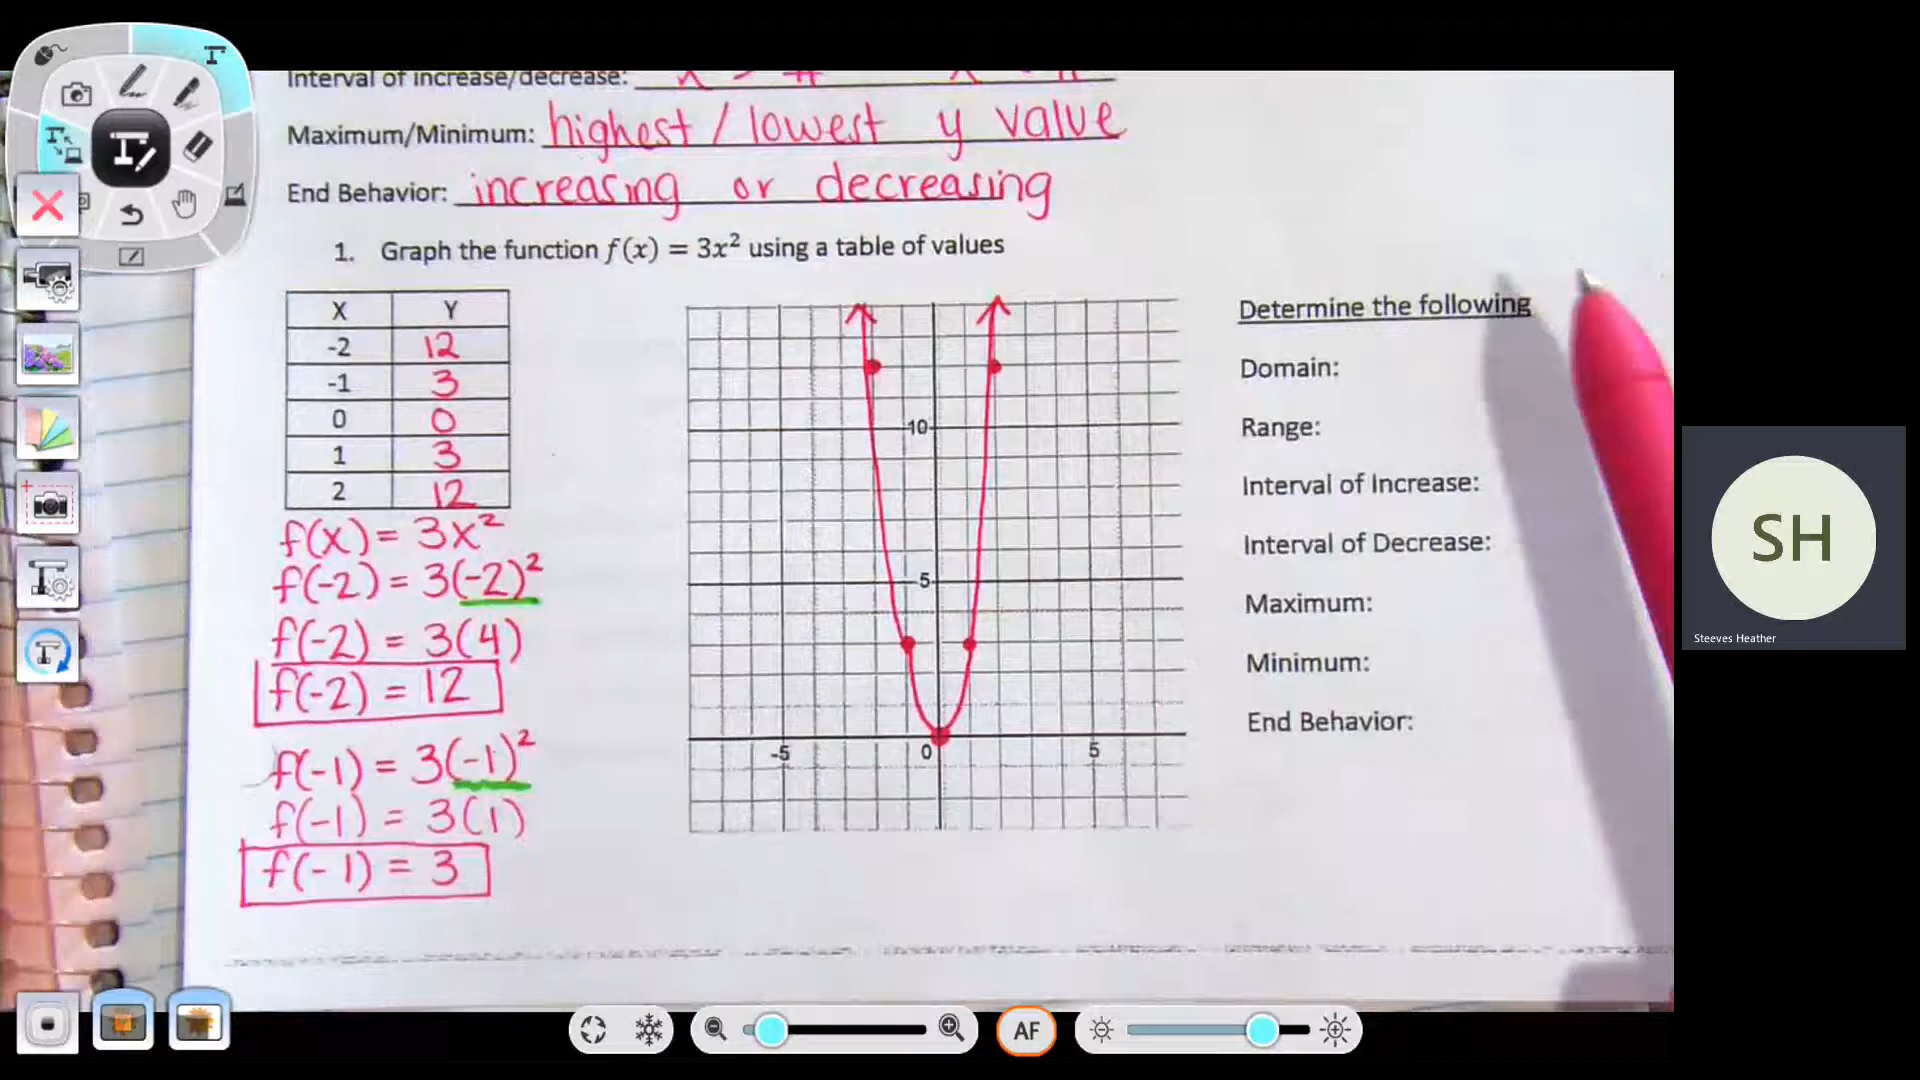 Interval of increase/decrease: x > # x < #
Maximum/Minimum: highest / lowest y value
End Behavior: increasing or decreasing
1. Graph the function f(x) = 3x² using a table of values
X Y
-2 12
-1 3
0 0
1 3
2 12
f(x) = 3x²
f(-2) = 3(-2)²
f(-2) = 3(4)
f(-2) = 12
f(-1) = 3(-1)²
f(-1) = 3(1)
f(-1) = 3
10
5
-5 0 5
Determine the following
Domain:
Range:
Interval of Increase:
Interval of Decrease:
Maximum:
Minimum:
End Behavior:
SH
Steeves Heather
AF